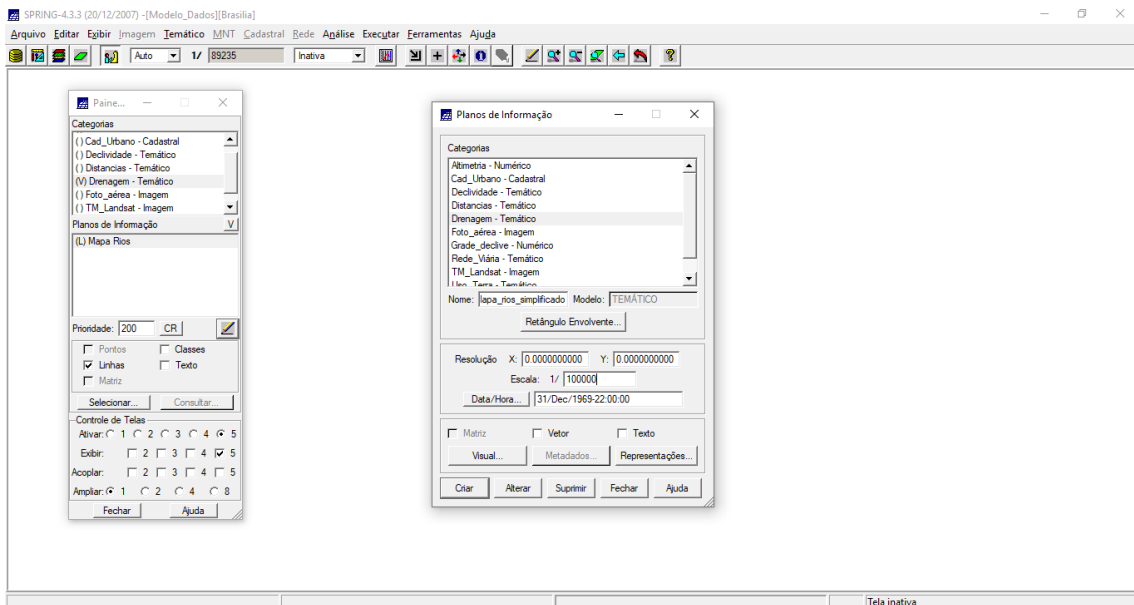 SPRING-4.3.3 (20/12/2007) -[Modelo_Dados][Brasilia]
Arquivo Editar Exibir Imagem Temático MNT Cadastral Rede Análise Executar Ferramentas Ajuda
Auto 1/ 89235 Inativa
Paine...
Categorias
( ) Cad_Urbano - Cadastral
( ) Declividade - Temático
( ) Distancias - Temático
(V) Drenagem - Temático
( ) Foto_aérea - Imagem
( ) TM_Landsat - Imagem
Planos de Informação V
(L) Mapa Rios
Prioridade: 200 CR
Pontos Classes
Linhas Texto
Matriz
Selecionar... Consultar...
Controle de Telas
Ativar: 1 2 3 4 5
Exibir: 2 3 4 5
Acoplar: 2 3 4 5
Ampliar: 1 2 4 8
Fechar Ajuda
Planos de Informação
Categorias
Altimetria - Numérico
Cad_Urbano - Cadastral
Declividade - Temático
Distancias - Temático
Drenagem - Temático
Foto_aérea - Imagem
Grade_declive - Numérico
Rede_Viária - Temático
TM_Landsat - Imagem
Uso_Terra - Temático
Nome: lapa_rios_simplificado Modelo: TEMÁTICO
Retângulo Envolvente...
Resolução X: 0.0000000000 Y: 0.0000000000
Escala: 1/ 100000
Data/Hora... 31/Dec/1969-22:00:00
Matriz Vetor Texto
Visual... Metadados... Representações...
Criar Alterar Suprimir Fechar Ajuda
Tela inativa